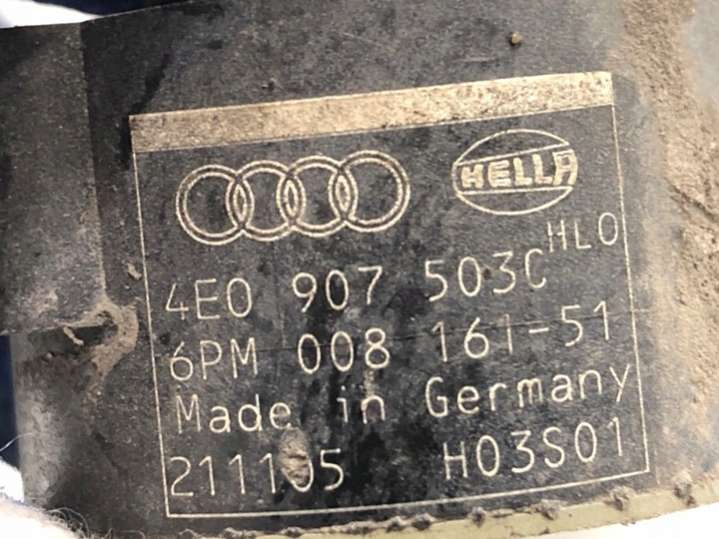 HELLA
HLO
4E0 907 503C
6PM 008 161-51
Made in Germany
211105 H03S01